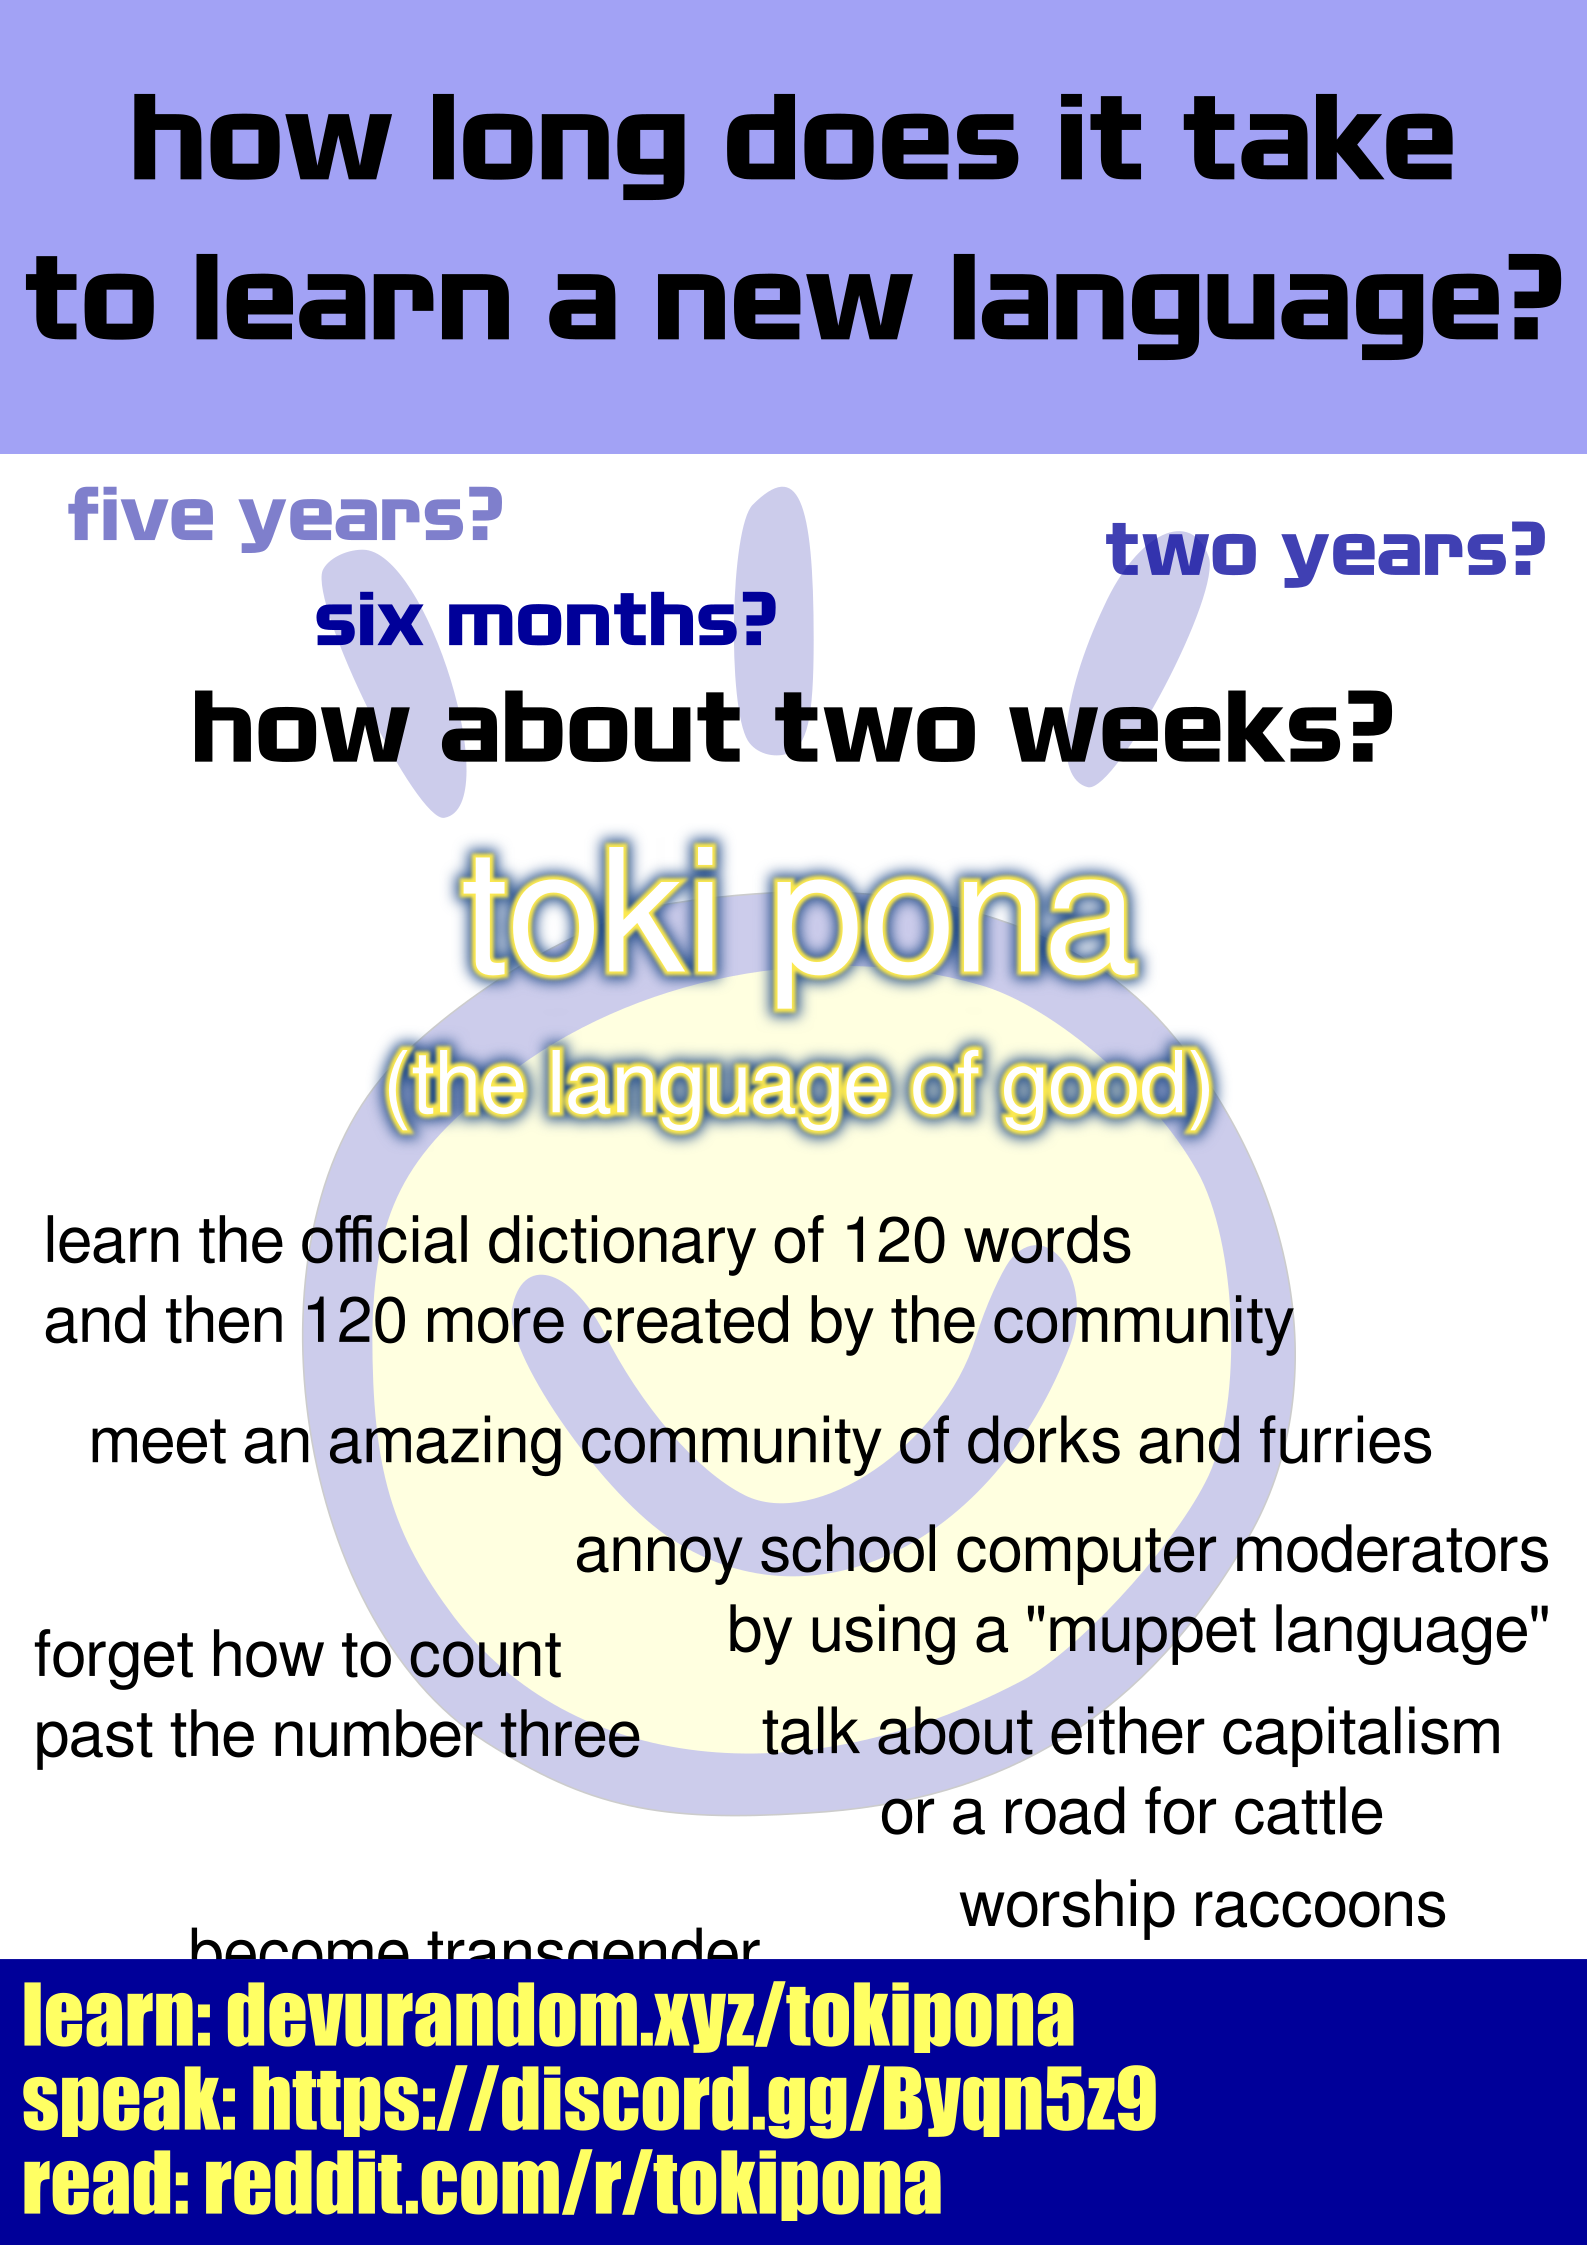 how long does it take
to learn a new language?
five years?
two years?
six months?
how about two weeks?
toki pona
(the language of good)
learn the official dictionary of 120 words
and then 120 more created by the community
meet an amazing community of dorks and furries
annoy school computer moderators
by using a "muppet language"
forget how to count
past the number three
talk about either capitalism
or a road for cattle
worship raccoons
become transgender
learn: devurandom.xyz/tokipona
speak: https://discord.gg/Byqn5z9
read: reddit.com/r/tokipona